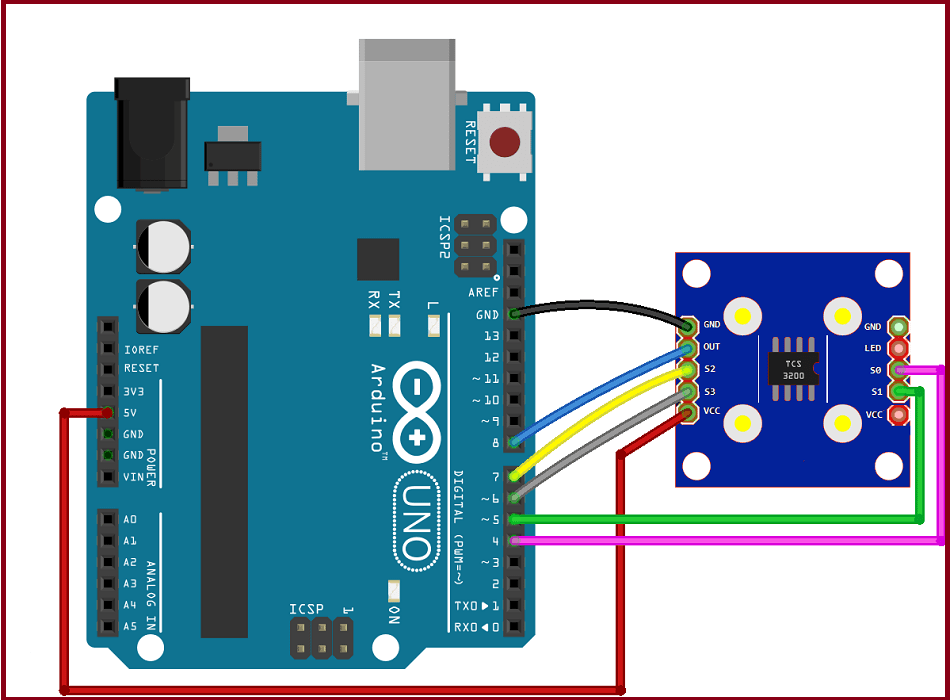 RESET
ICSP2
AREF
GND
13
12
~11
~10
~9
8
7
~6
~5
4
~3
2
TX0▶1
RX0◀0
DIGITAL (PWM=~)
RX
TX
L
Arduino™
UNO
ON
ICSP
1
IOREF
RESET
3V3
5V
GND
GND
VIN
POWER
A0
A1
A2
A3
A4
A5
ANALOG IN
GND
OUT
S2
S3
VCC
TCS
3200
GND
LED
S0
S1
VCC